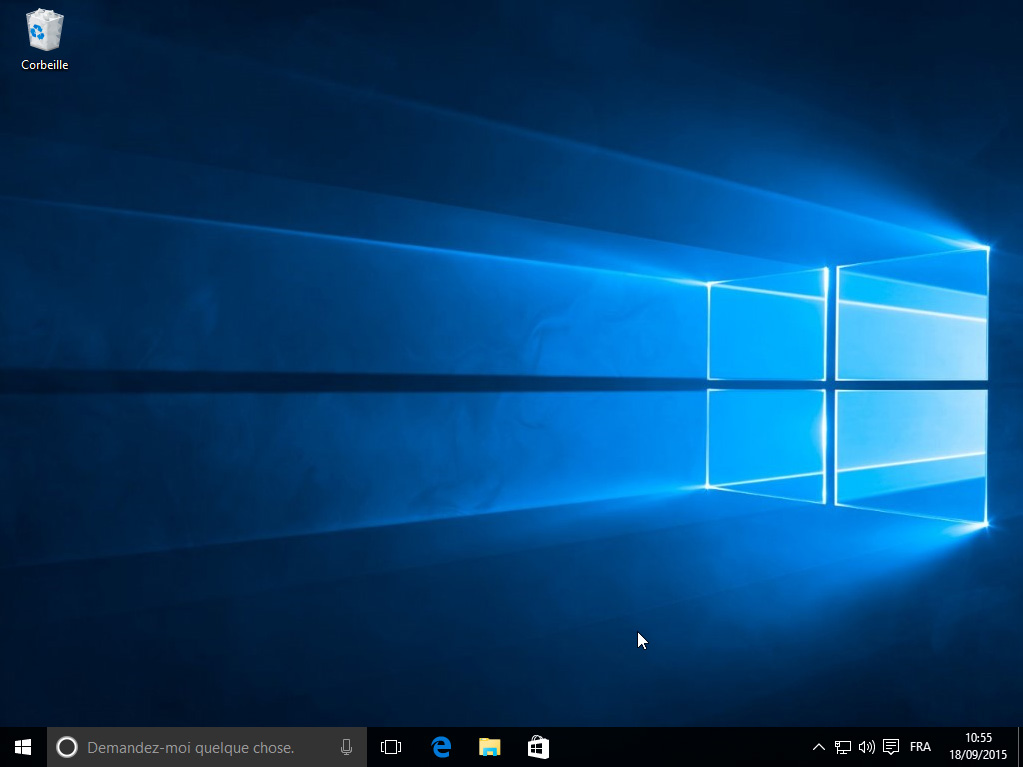 Corbeille
Demandez-moi quelque chose.
FRA
10:55
18/09/2015